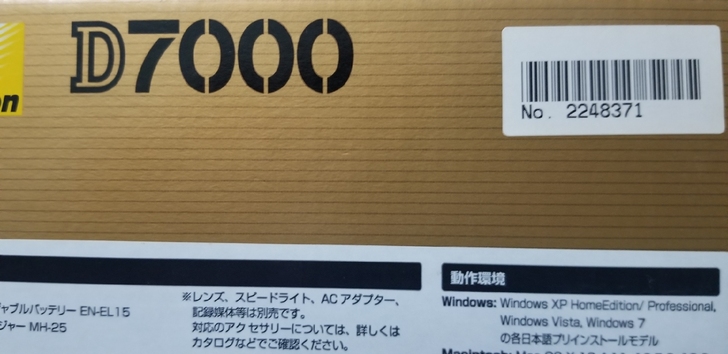 D7000
No. 2248371
動作環境
※レンズ、スピードライト、ACアダプター、
記録媒体等は別売です。
対応のアクセサリーについては、詳しくは
カタログなどでご確認ください。
ャブルバッテリー EN-EL15
ジャー MH-25
Windows: Windows XP HomeEdition/ Professional,
Windows Vista, Windows 7
の各日本語プリインストールモデル